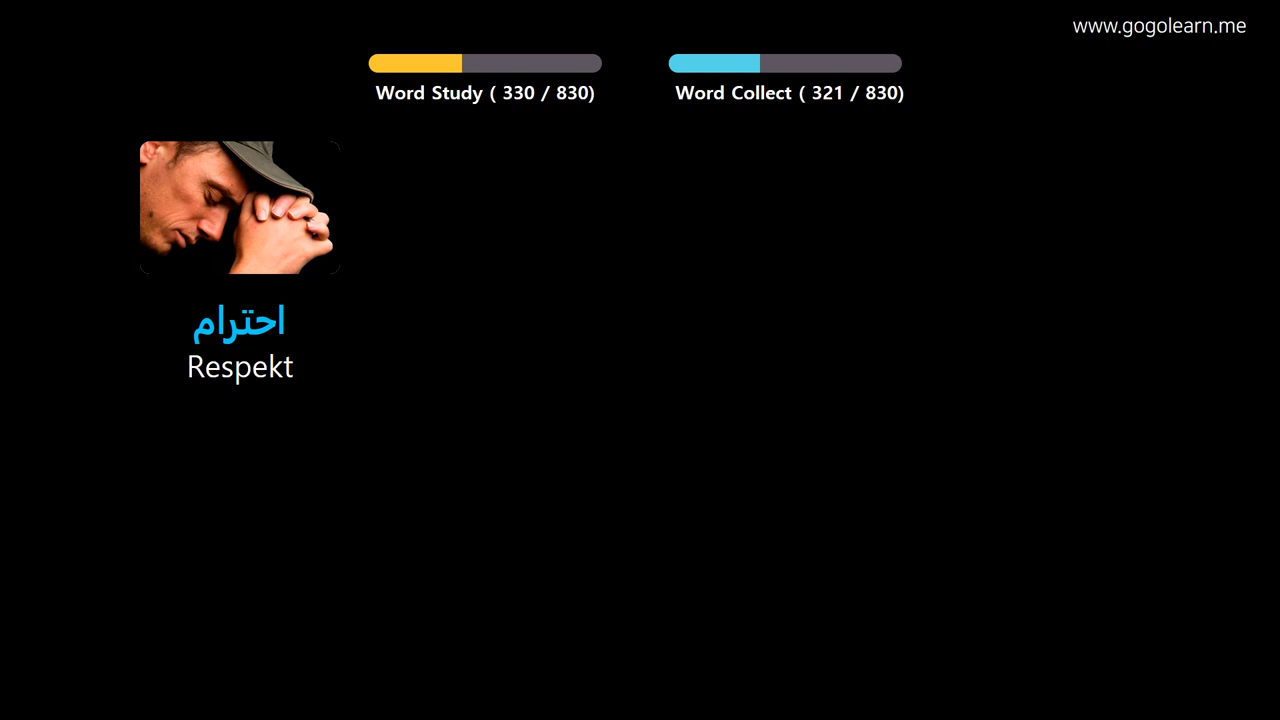 www.gogolearn.me
Word Study ( 330 / 830)
Word Collect ( 321 / 830)
احترام
Respekt